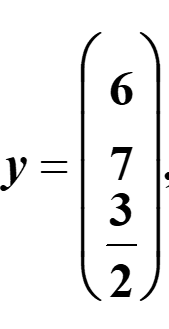 y = ( 6
7
3/2 ) ,